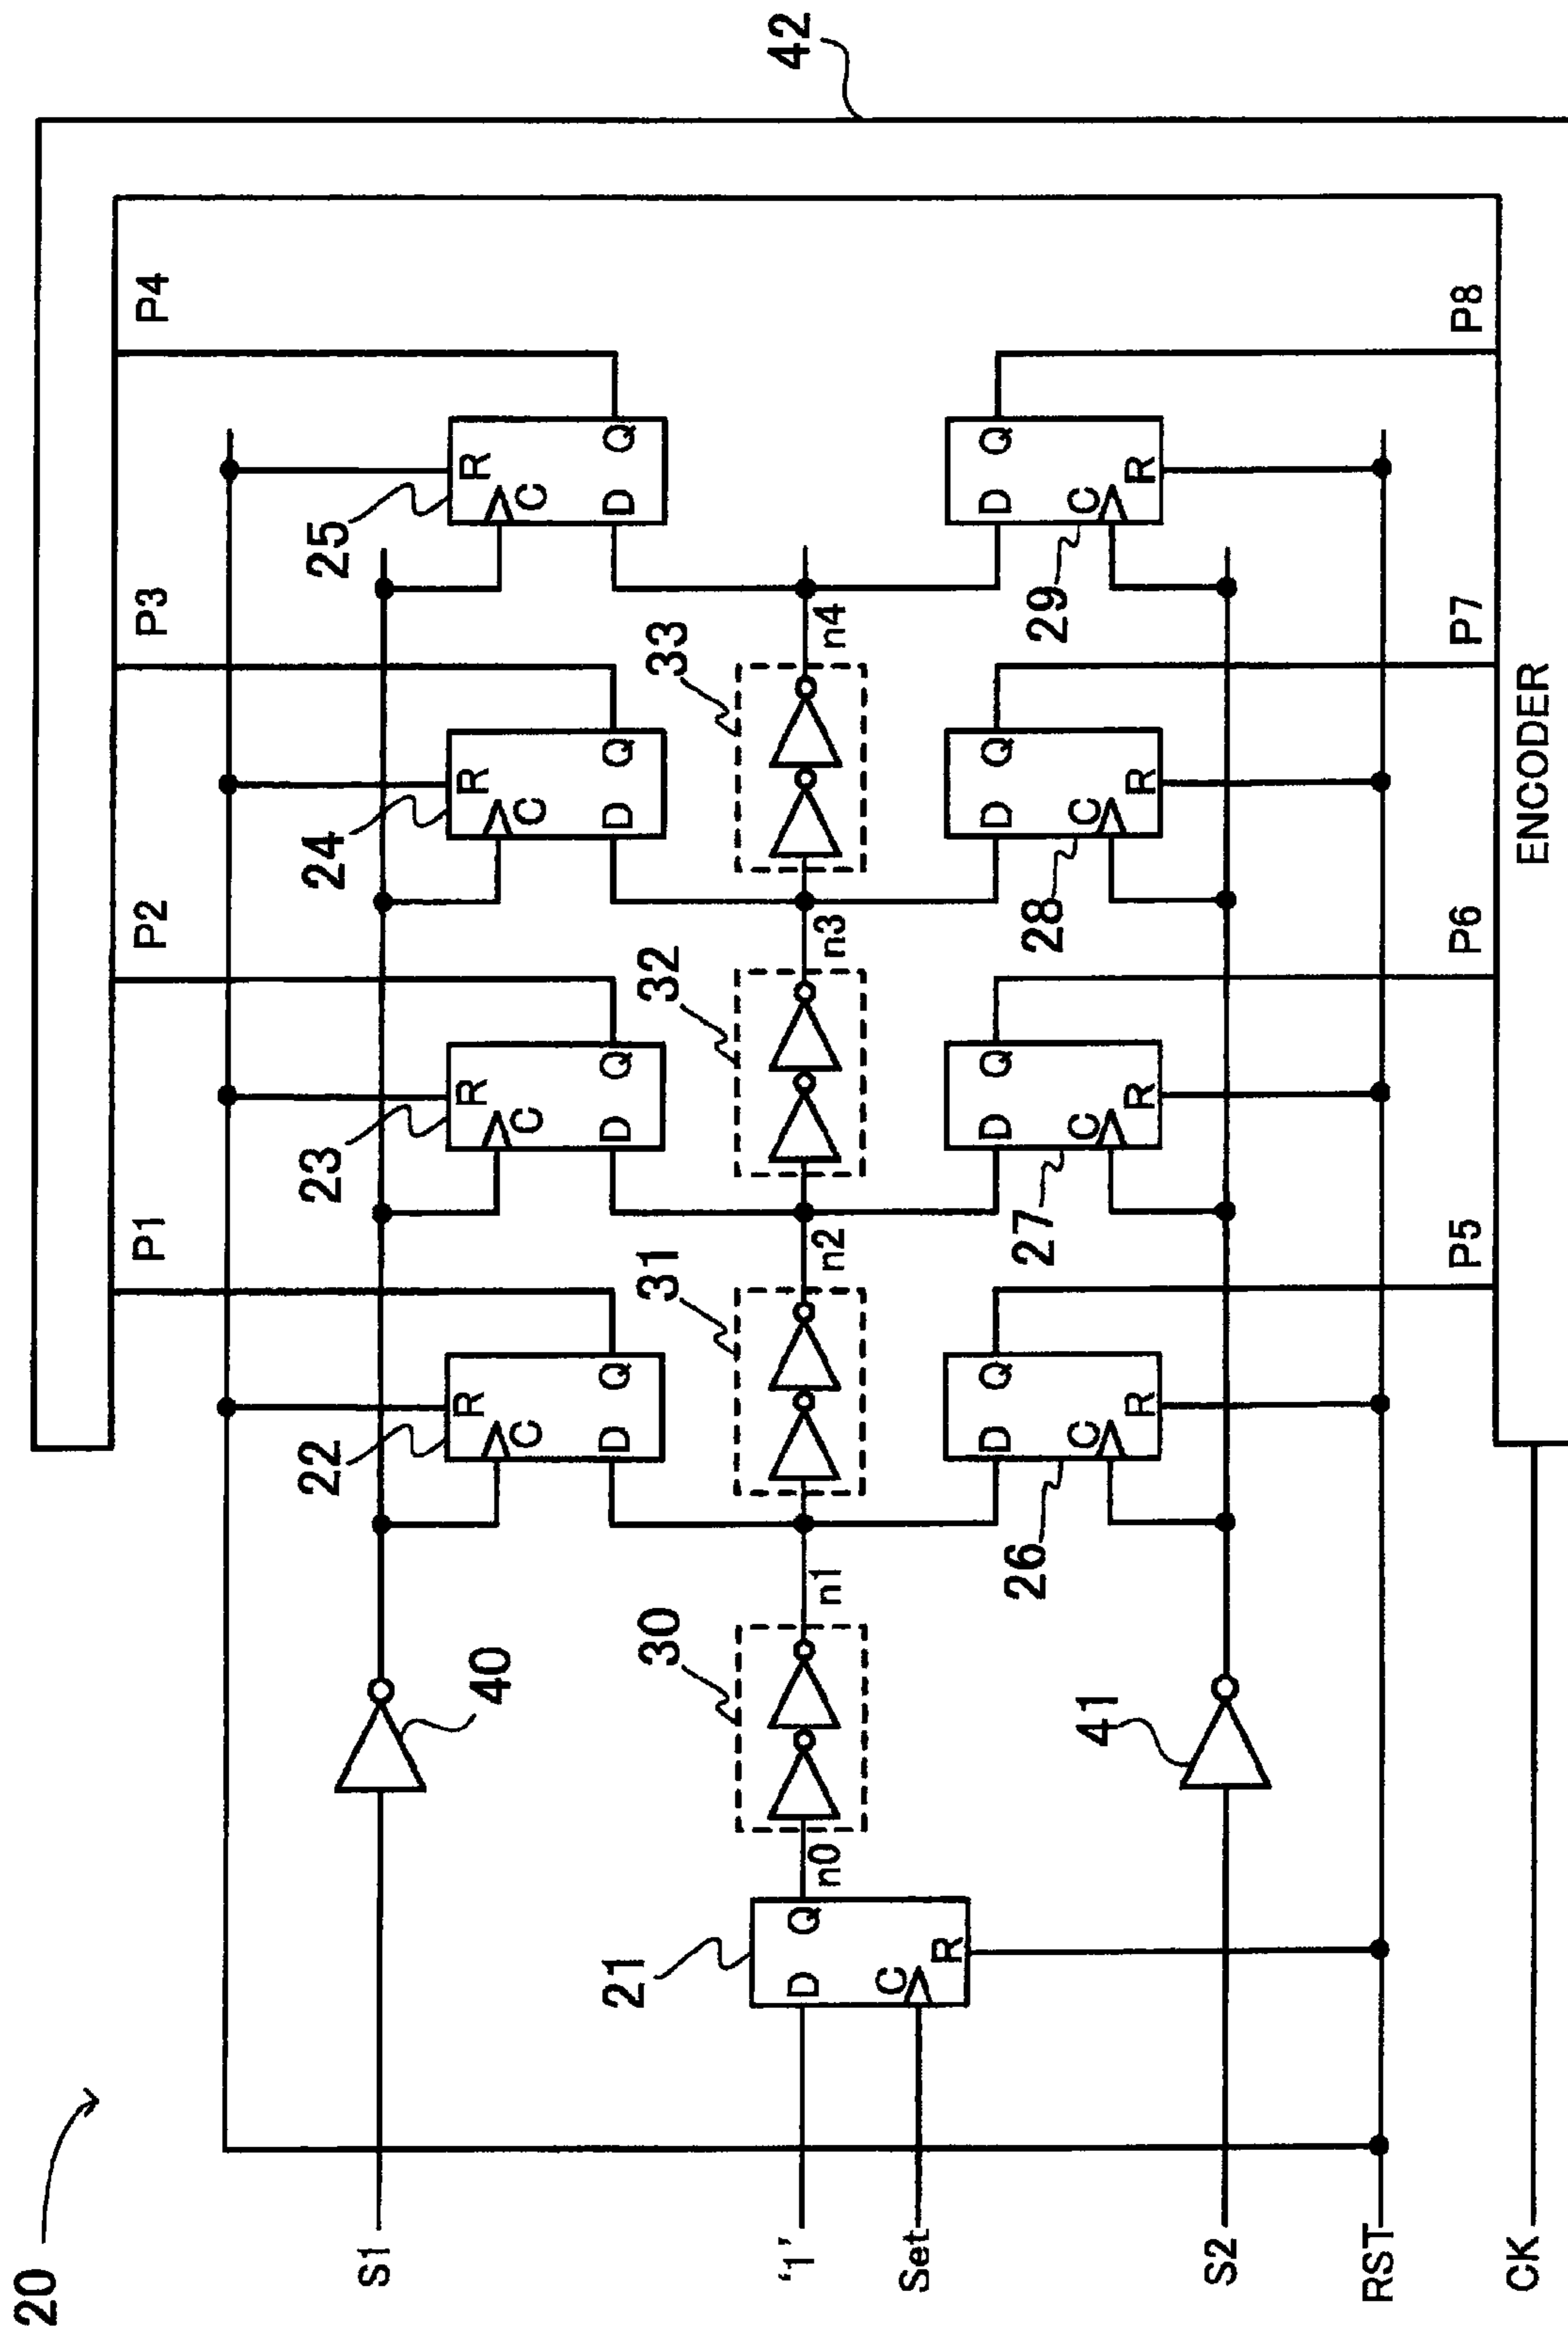 20
42
P1
P2
P3
P4
S1
40
22
R
C
D
Q
23
R
C
D
Q
24
R
C
D
Q
25
R
C
D
Q
'1'
Set
21
D
Q
C
R
n0
30
n1
31
n2
32
n3
33
n4
S2
41
26
D
Q
C
R
27
D
Q
C
R
28
D
Q
C
R
29
D
Q
C
R
RST
P5
P6
P7
P8
CK
ENCODER